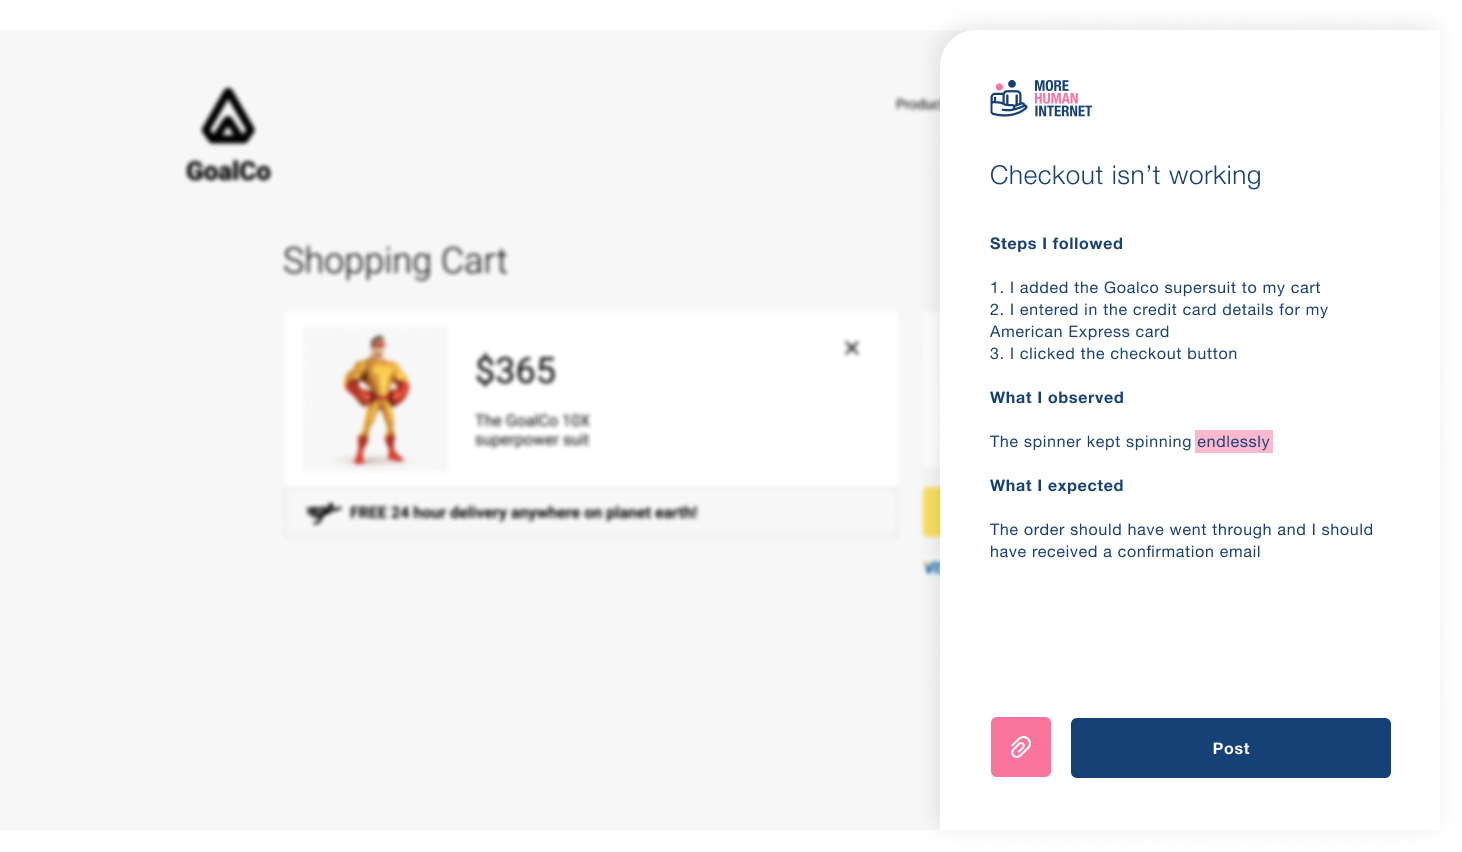 GoalCo
Shopping Cart
$365
The GoalCo 10X
superpower suit
FREE 24 hour delivery anywhere on planet earth!
MORE
HUMAN
INTERNET
Checkout isn’t working
Steps I followed
1. I added the Goalco supersuit to my cart
2. I entered in the credit card details for my
American Express card
3. I clicked the checkout button
What I observed
The spinner kept spinning endlessly
What I expected
The order should have went through and I should
have received a confirmation email
Post